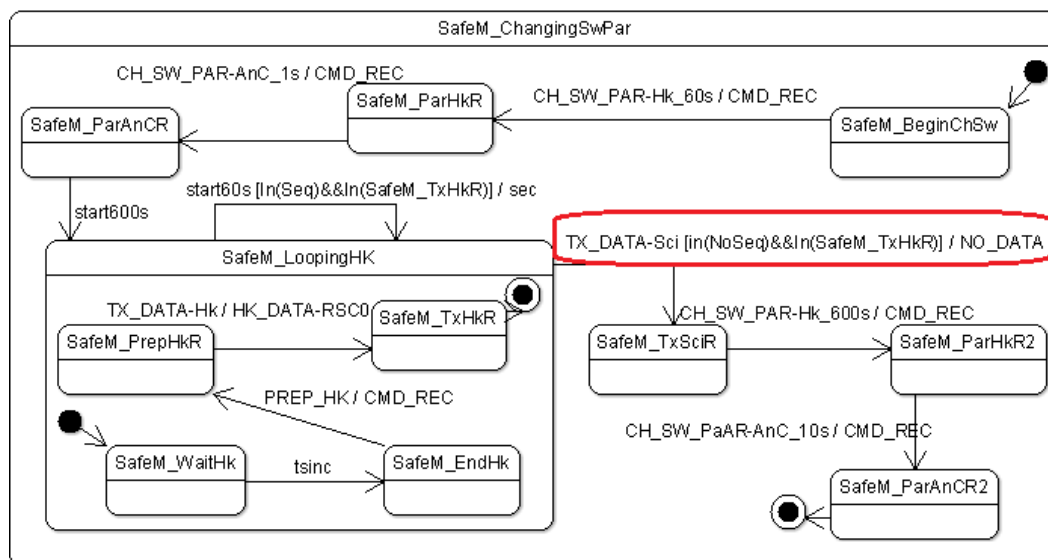 SafeM_ChangingSwPar
CH_SW_PAR-AnC_1s / CMD_REC
SafeM_ParHkR
CH_SW_PAR-Hk_60s / CMD_REC
SafeM_ParAnCR
SafeM_BeginChSw
start60s [In(Seq)&&In(SafeM_TxHkR)] / sec
start600s
TX_DATA-Sci [in(NoSeq)&&In(SafeM_TxHkR)] / NO_DATA
SafeM_LoopingHK
TX_DATA-Hk / HK_DATA-RSC0
SafeM_TxHkR
CH_SW_PAR-Hk_600s / CMD_REC
SafeM_PrepHkR
SafeM_TxSciR
SafeM_ParHkR2
PREP_HK / CMD_REC
CH_SW_PaAR-AnC_10s / CMD_REC
SafeM_WaitHk
tsinc
SafeM_EndHk
SafeM_ParAnCR2